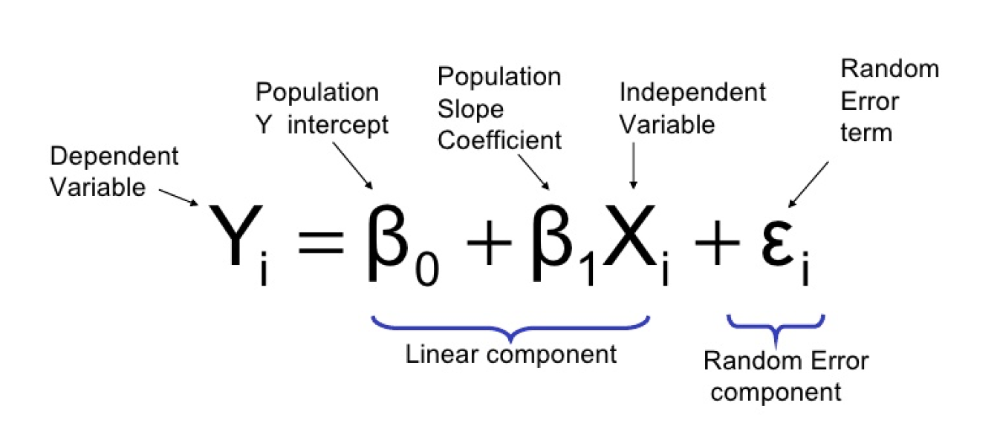 Dependent
Variable
Population
Y intercept
Population
Slope
Coefficient
Independent
Variable
Random
Error
term
Yᵢ = β₀ + β₁Xᵢ + εᵢ
Linear component
Random Error
component